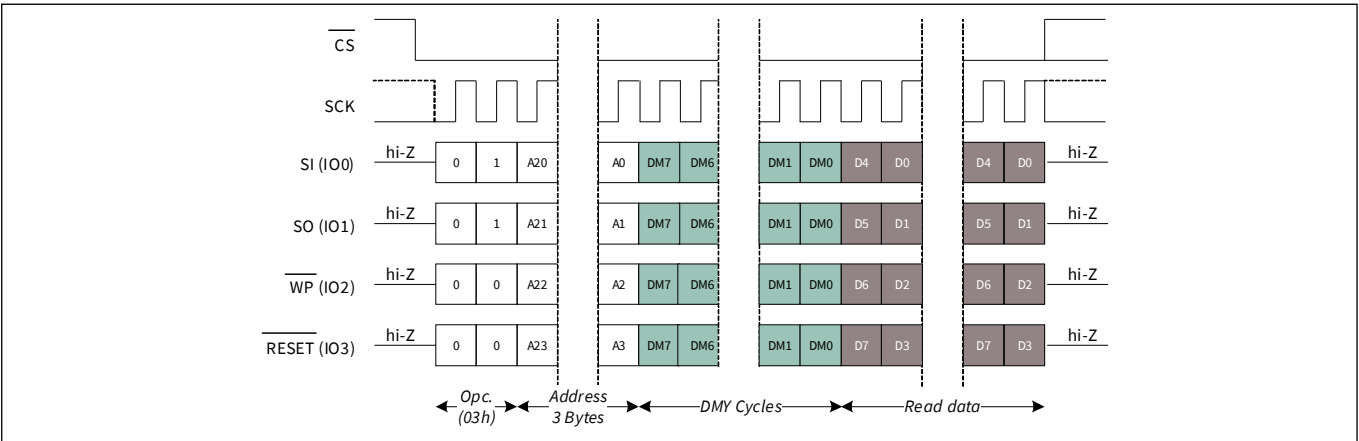 CS
SCK
SI (IO0) hi-Z 0 1 A20 A0 DM7 DM6 DM1 DM0 D4 D0 D4 D0 hi-Z
SO (IO1) hi-Z 0 1 A21 A1 DM7 DM6 DM1 DM0 D5 D1 D5 D1 hi-Z
WP (IO2) hi-Z 0 0 A22 A2 DM7 DM6 DM1 DM0 D6 D2 D6 D2 hi-Z
RESET (IO3) hi-Z 0 0 A23 A3 DM7 DM6 DM1 DM0 D7 D3 D7 D3 hi-Z
Opc. Address
(03h) 3 Bytes DMY Cycles Read data